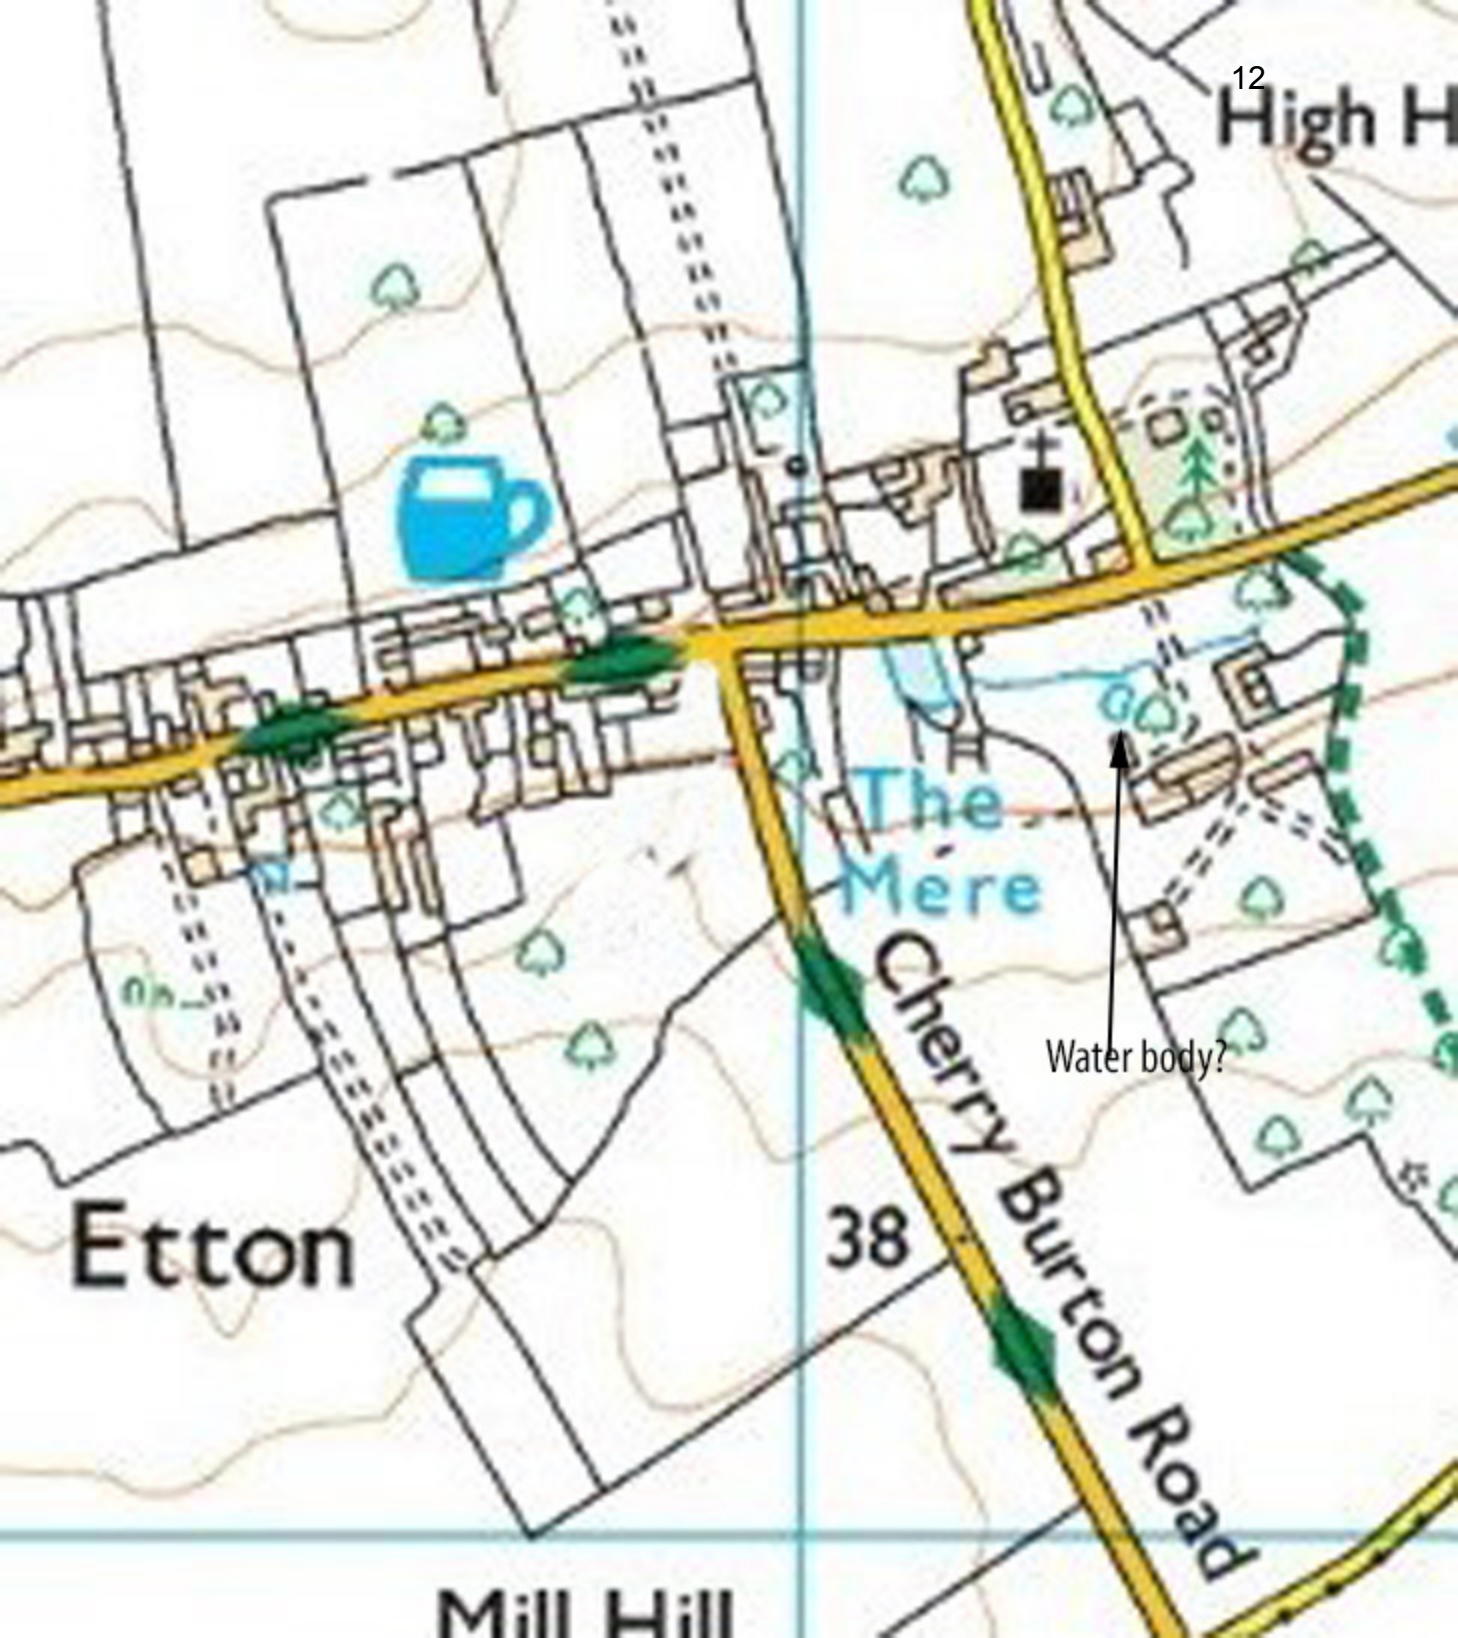 12
High H
The
Mere
Cherry Burton Road
Water body?
Etton
38
Mill Hill